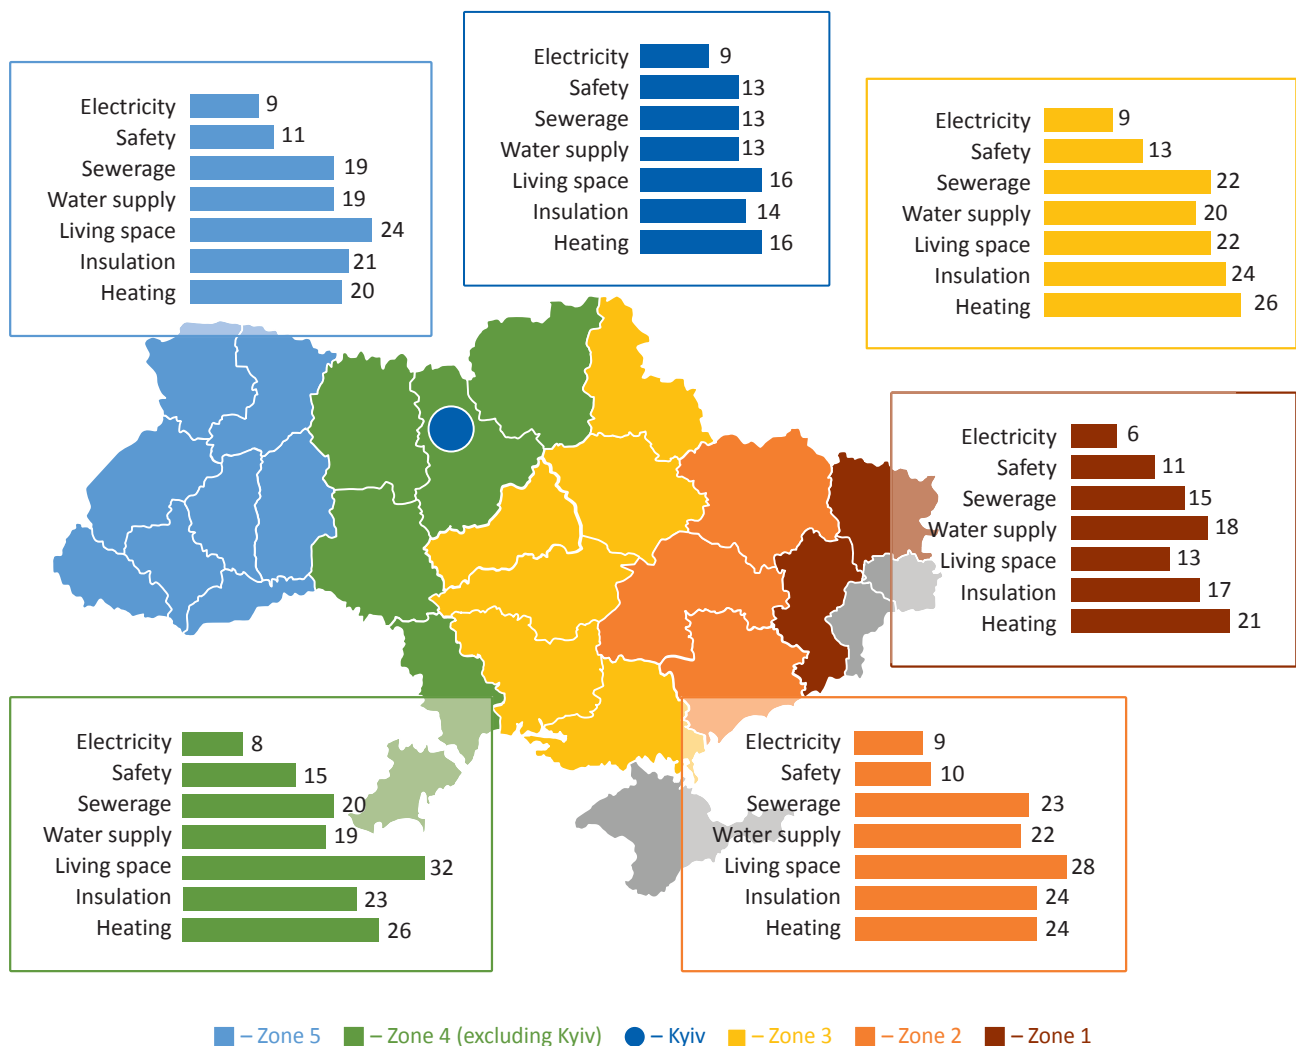 Electricity 9
Safety 13
Sewerage 13
Water supply 13
Living space 16
Insulation 14
Heating 16
Electricity 9
Safety 11
Sewerage 19
Water supply 19
Living space 24
Insulation 21
Heating 20
Electricity 9
Safety 13
Sewerage 22
Water supply 20
Living space 22
Insulation 24
Heating 26
Electricity 6
Safety 11
Sewerage 15
Water supply 18
Living space 13
Insulation 17
Heating 21
Electricity 8
Safety 15
Sewerage 20
Water supply 19
Living space 32
Insulation 23
Heating 26
Electricity 9
Safety 10
Sewerage 23
Water supply 22
Living space 28
Insulation 24
Heating 24
– Zone 5 – Zone 4 (excluding Kyiv) – Kyiv – Zone 3 – Zone 2 – Zone 1